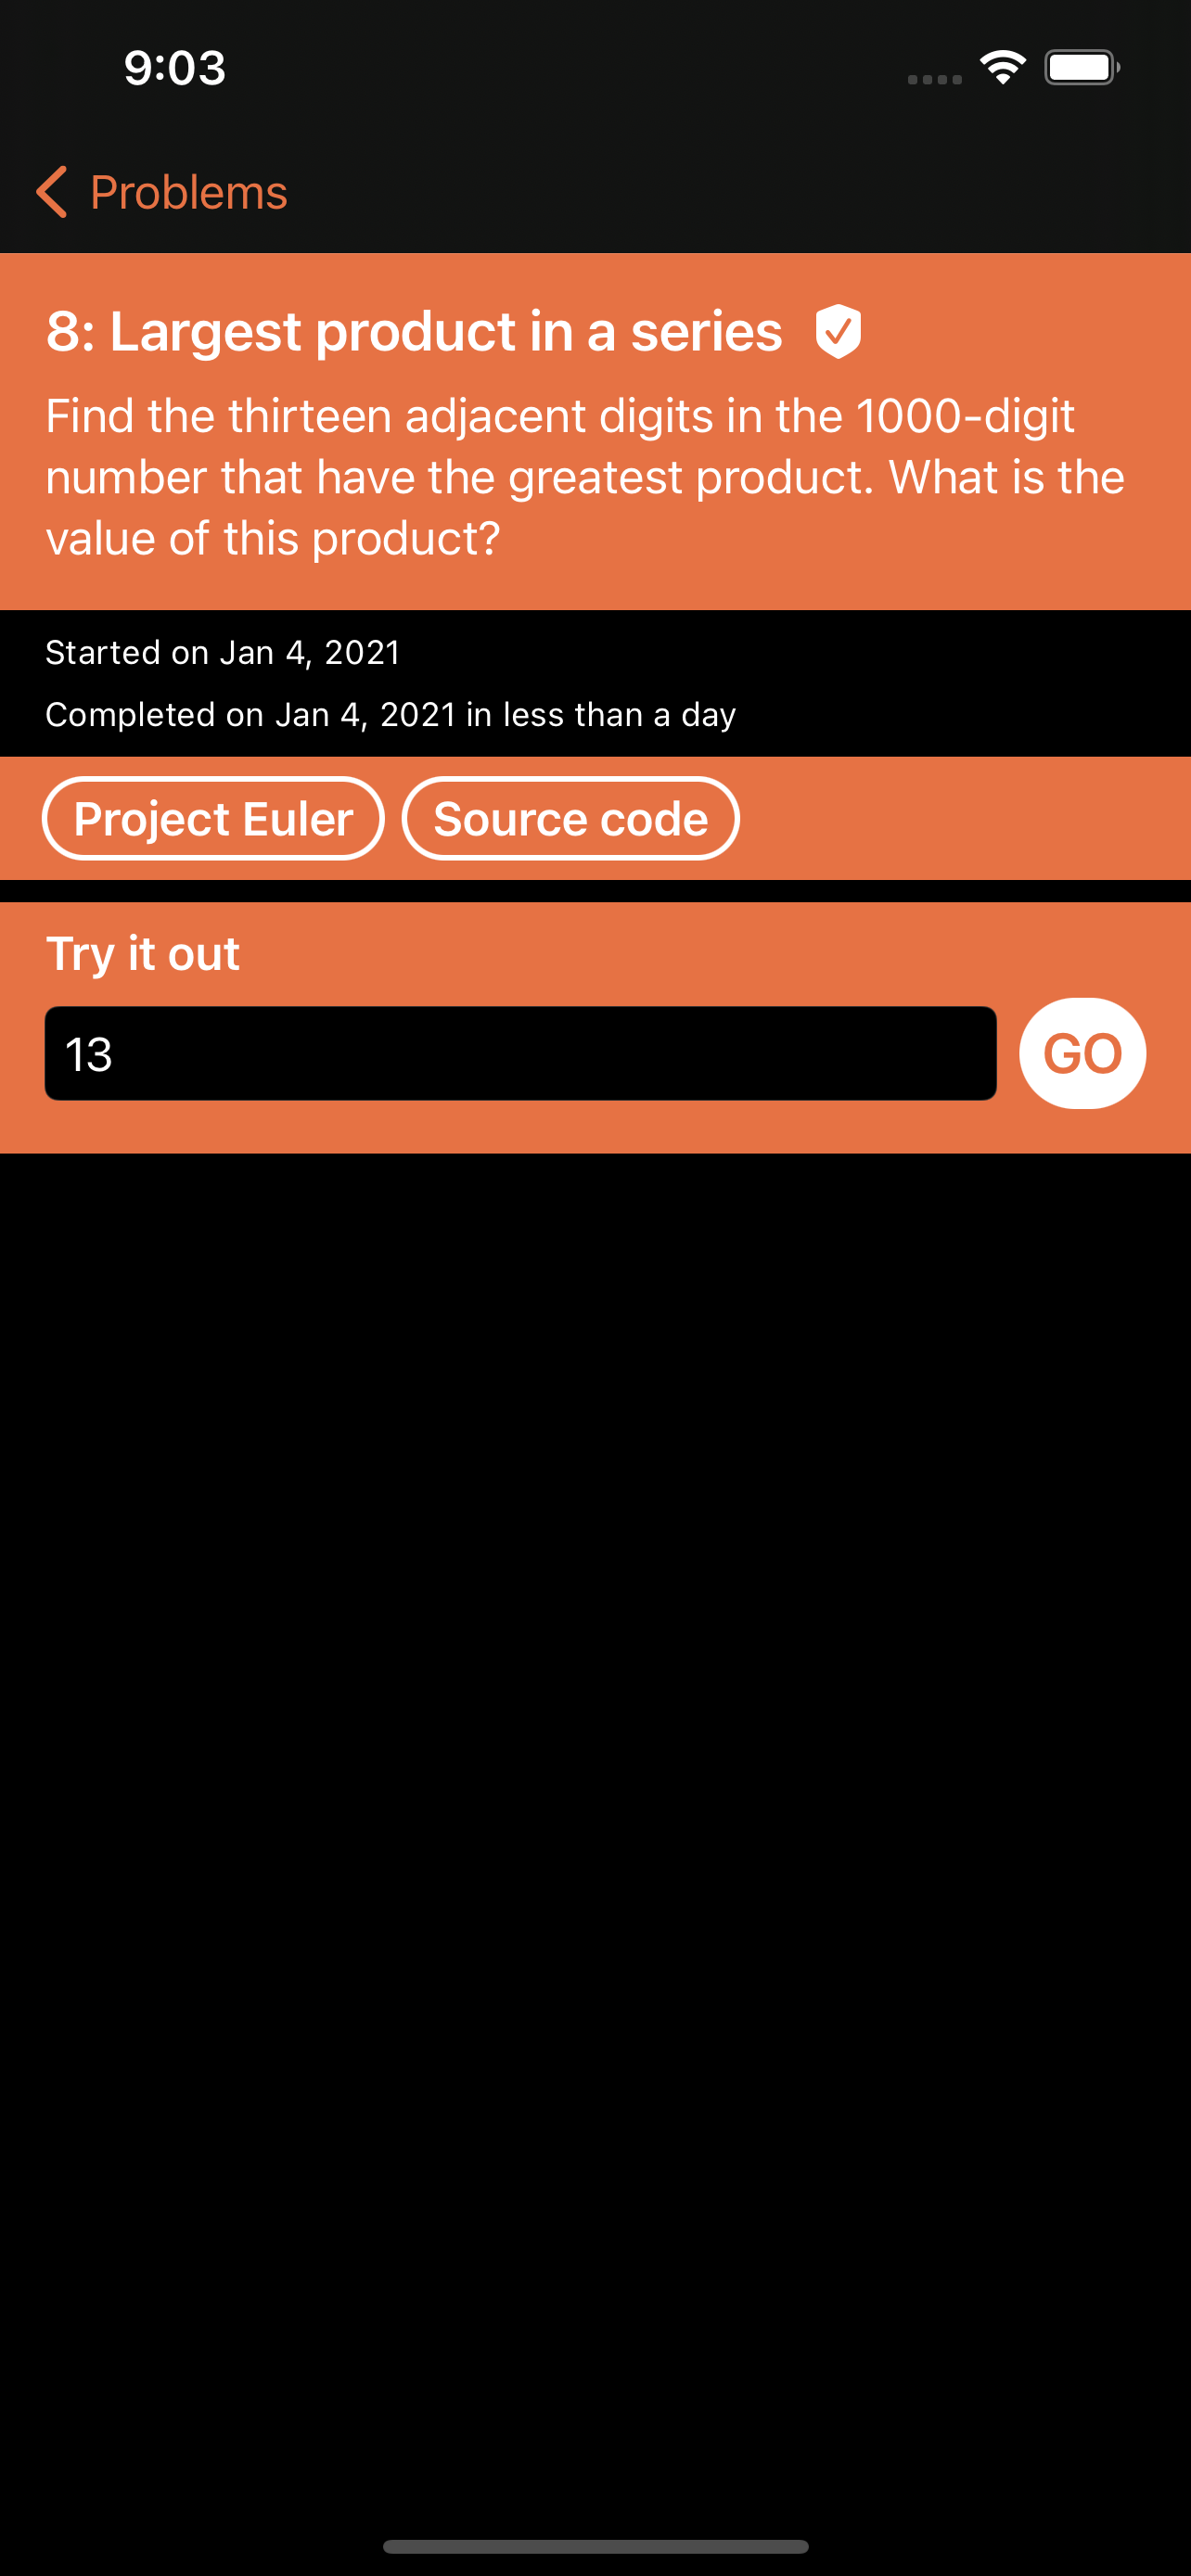 9:03
Problems
8: Largest product in a series
Find the thirteen adjacent digits in the 1000-digit
number that have the greatest product. What is the
value of this product?
Started on Jan 4, 2021
Completed on Jan 4, 2021 in less than a day
Project Euler Source code
Try it out
13 GO